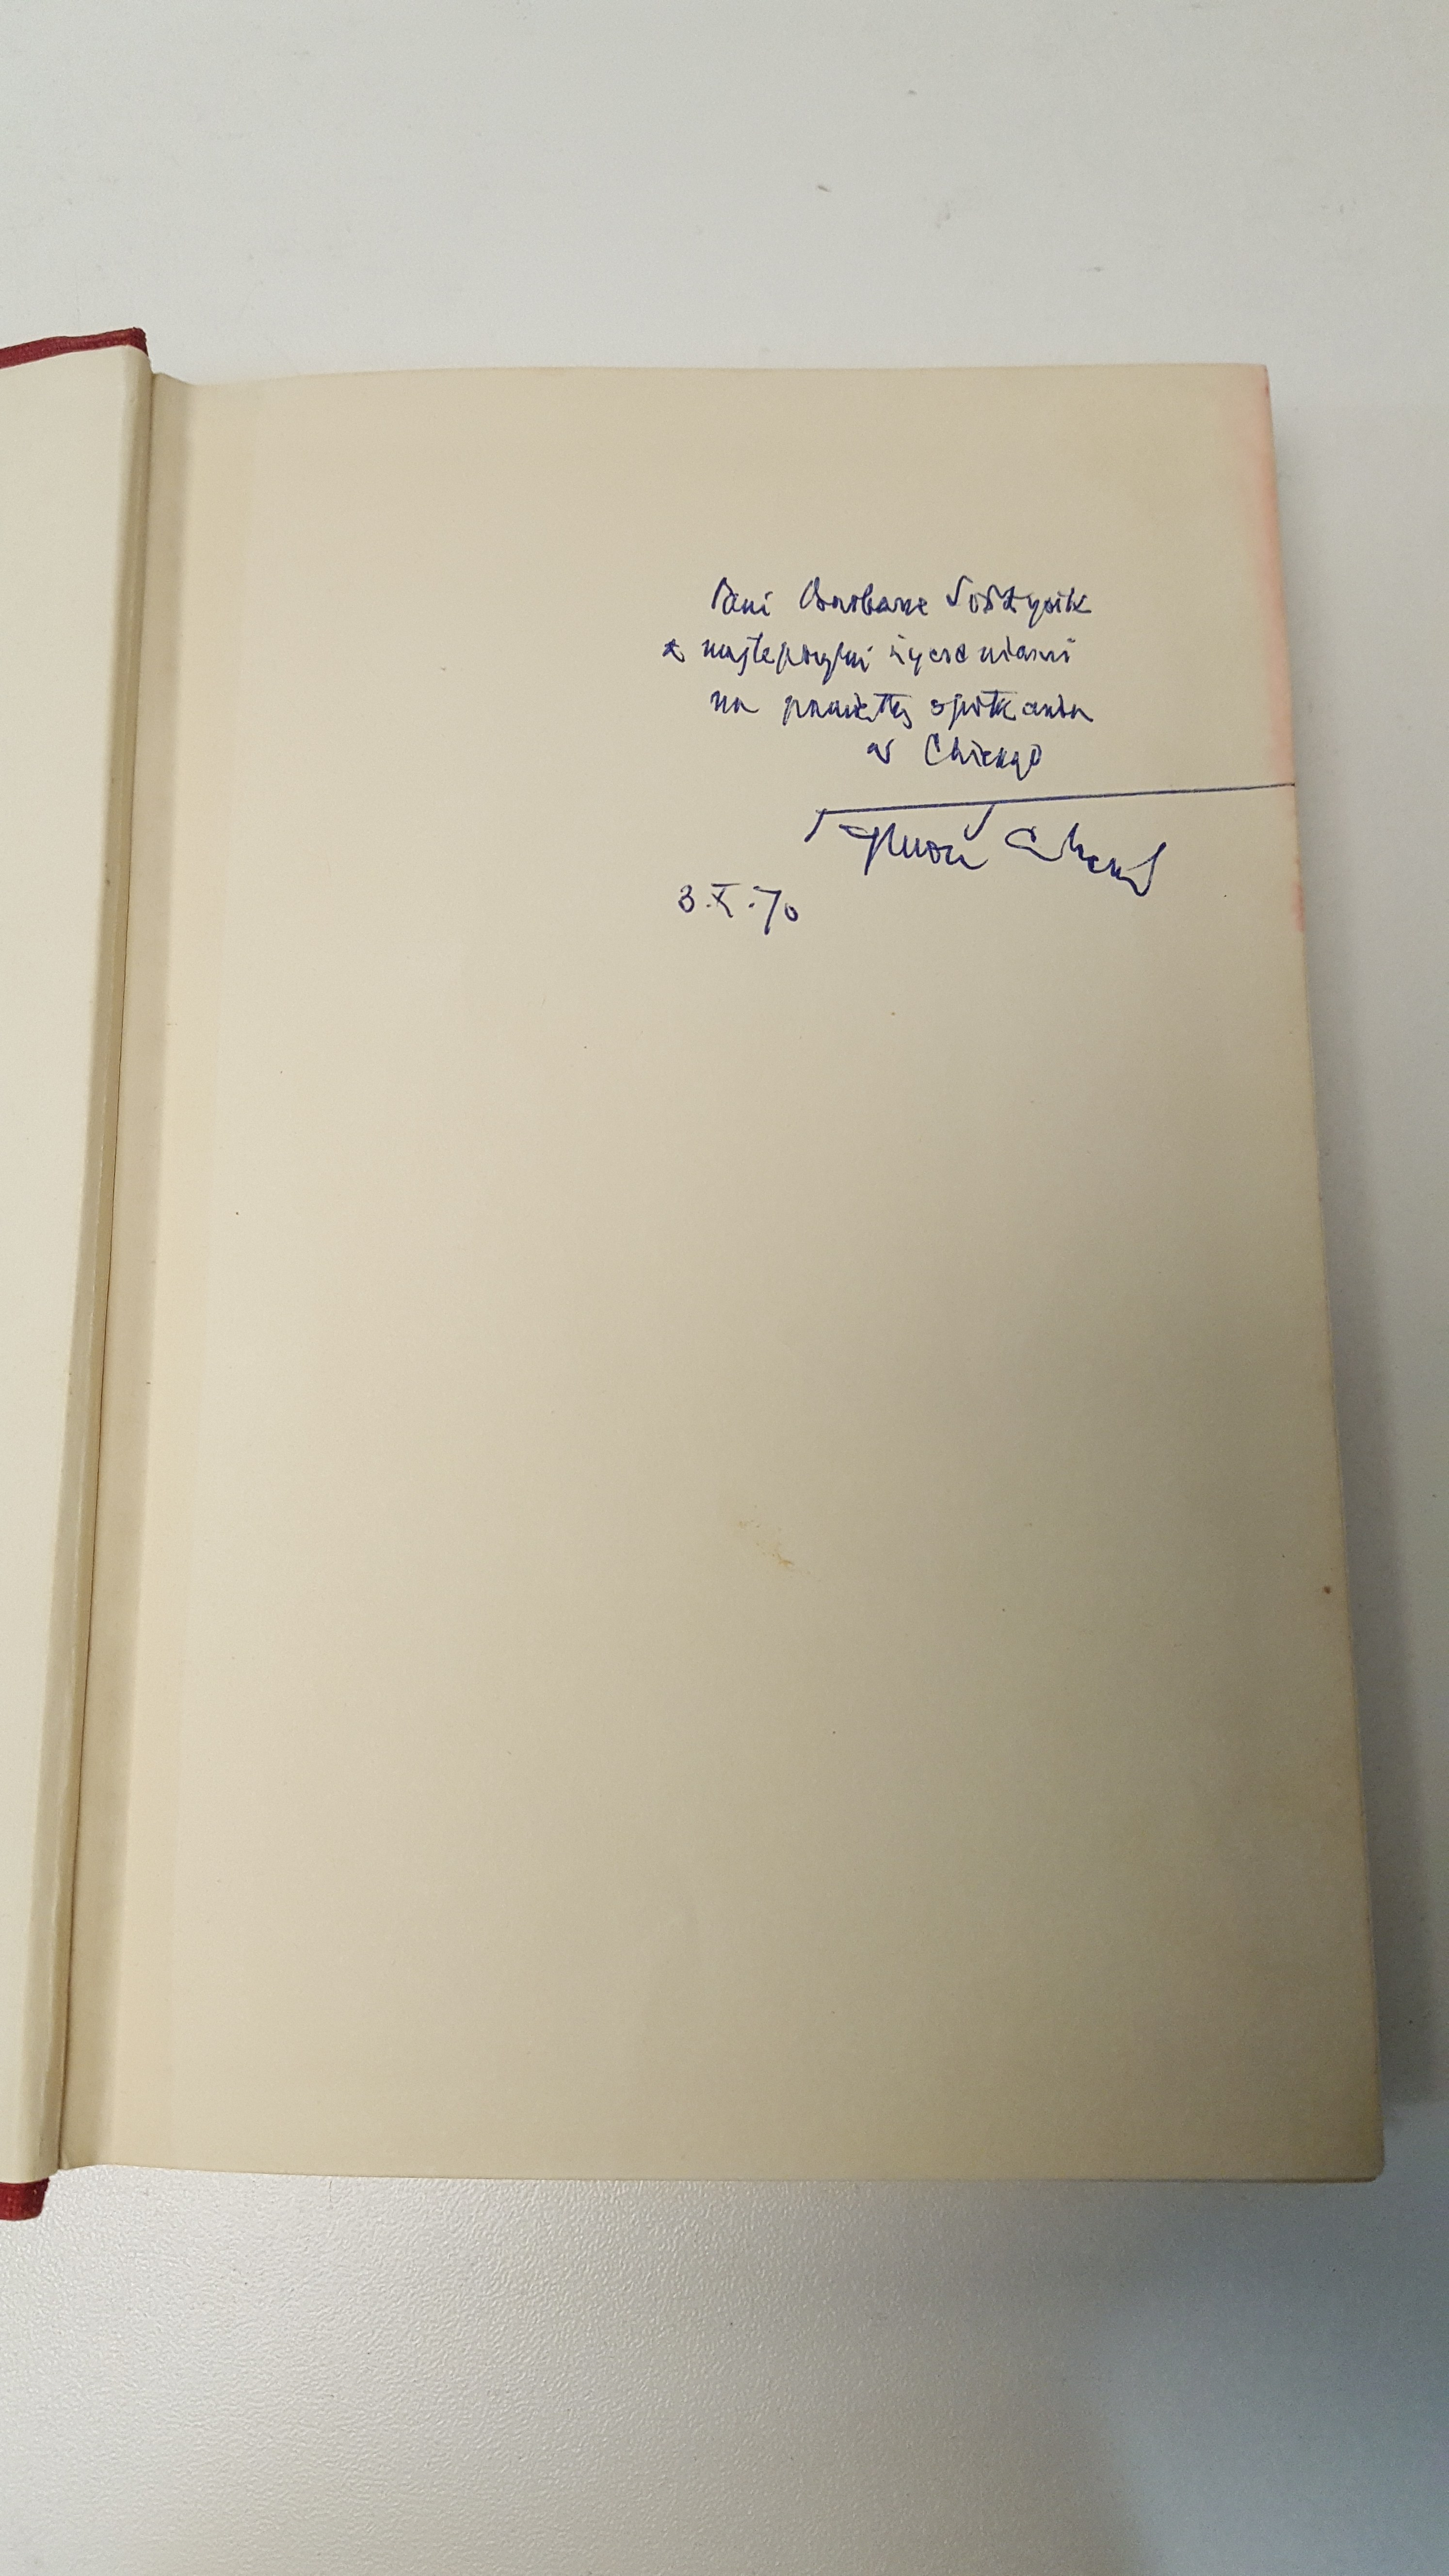 Pani Barbarze
z najlepszymi życzeniami
na pamiątkę spotkania
w Chicago
3.X.70